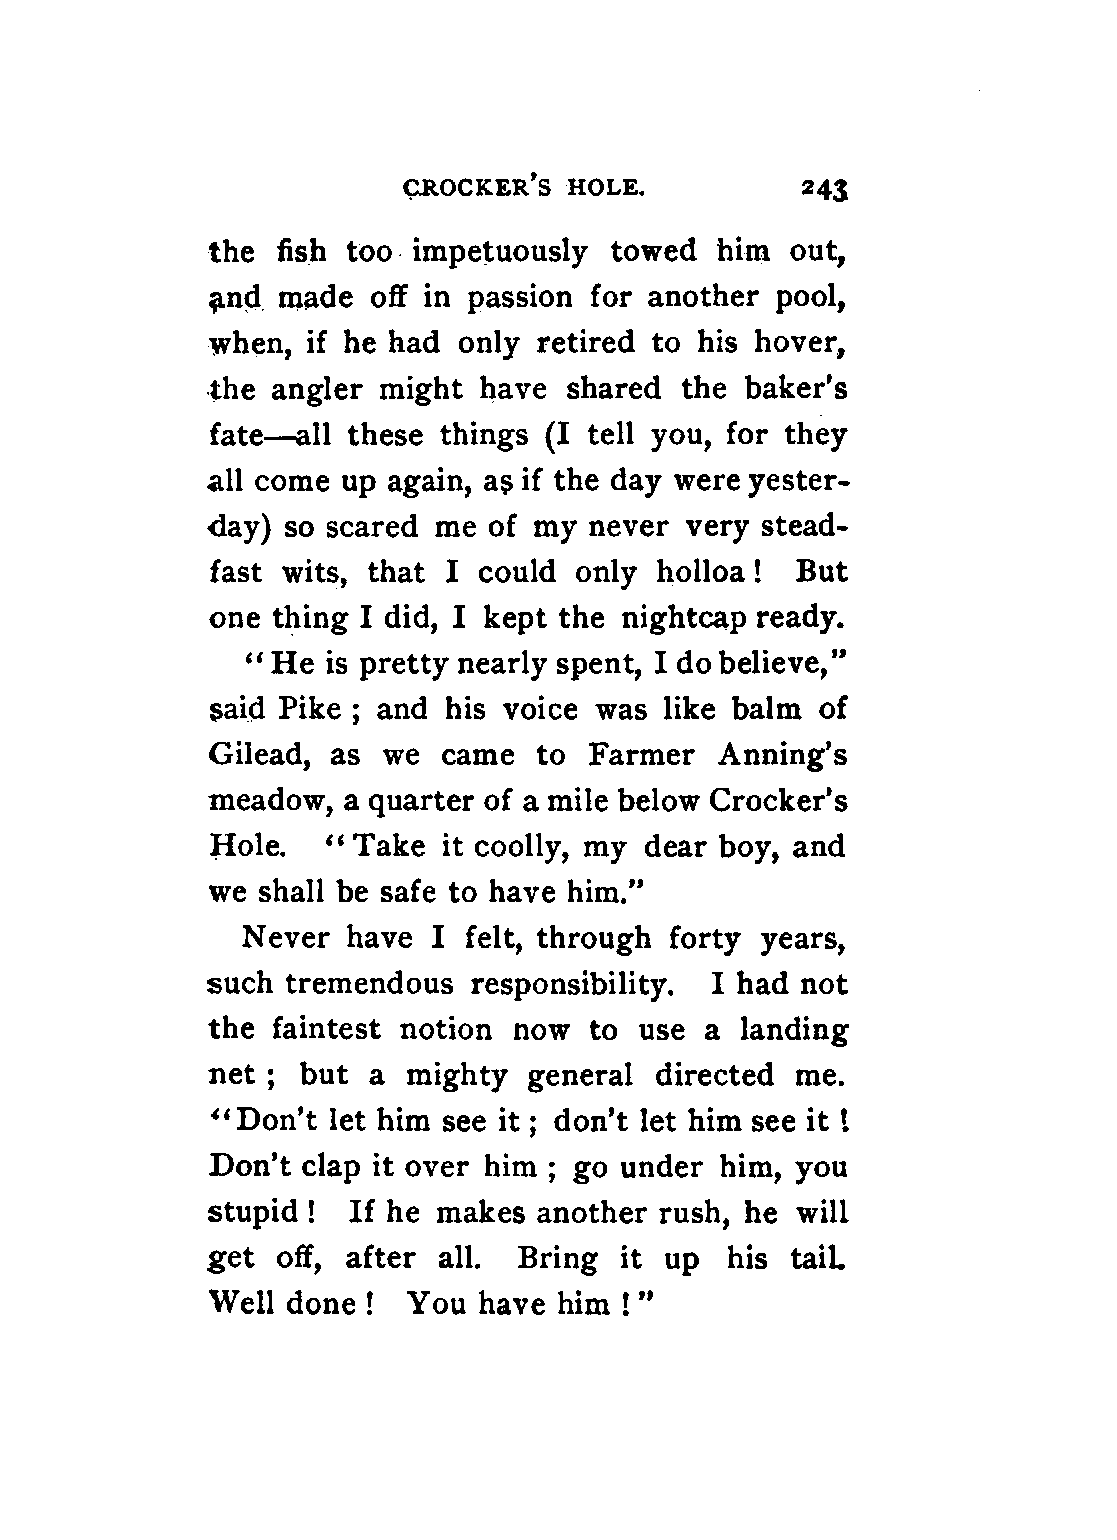 CROCKER'S HOLE. 243
the fish too impetuously towed him out,
and made off in passion for another pool,
when, if he had only retired to his hover,
the angler might have shared the baker's
fate—all these things (I tell you, for they
all come up again, as if the day were yester-
day) so scared me of my never very stead-
fast wits, that I could only holloa! But
one thing I did, I kept the nightcap ready.
"He is pretty nearly spent, I do believe,"
said Pike; and his voice was like balm of
Gilead, as we came to Farmer Anning's
meadow, a quarter of a mile below Crocker's
Hole. "Take it coolly, my dear boy, and
we shall be safe to have him."
Never have I felt, through forty years,
such tremendous responsibility. I had not
the faintest notion now to use a landing
net; but a mighty general directed me.
"Don't let him see it; don't let him see it!
Don't clap it over him; go under him, you
stupid! If he makes another rush, he will
get off, after all. Bring it up his tail.
Well done! You have him!"